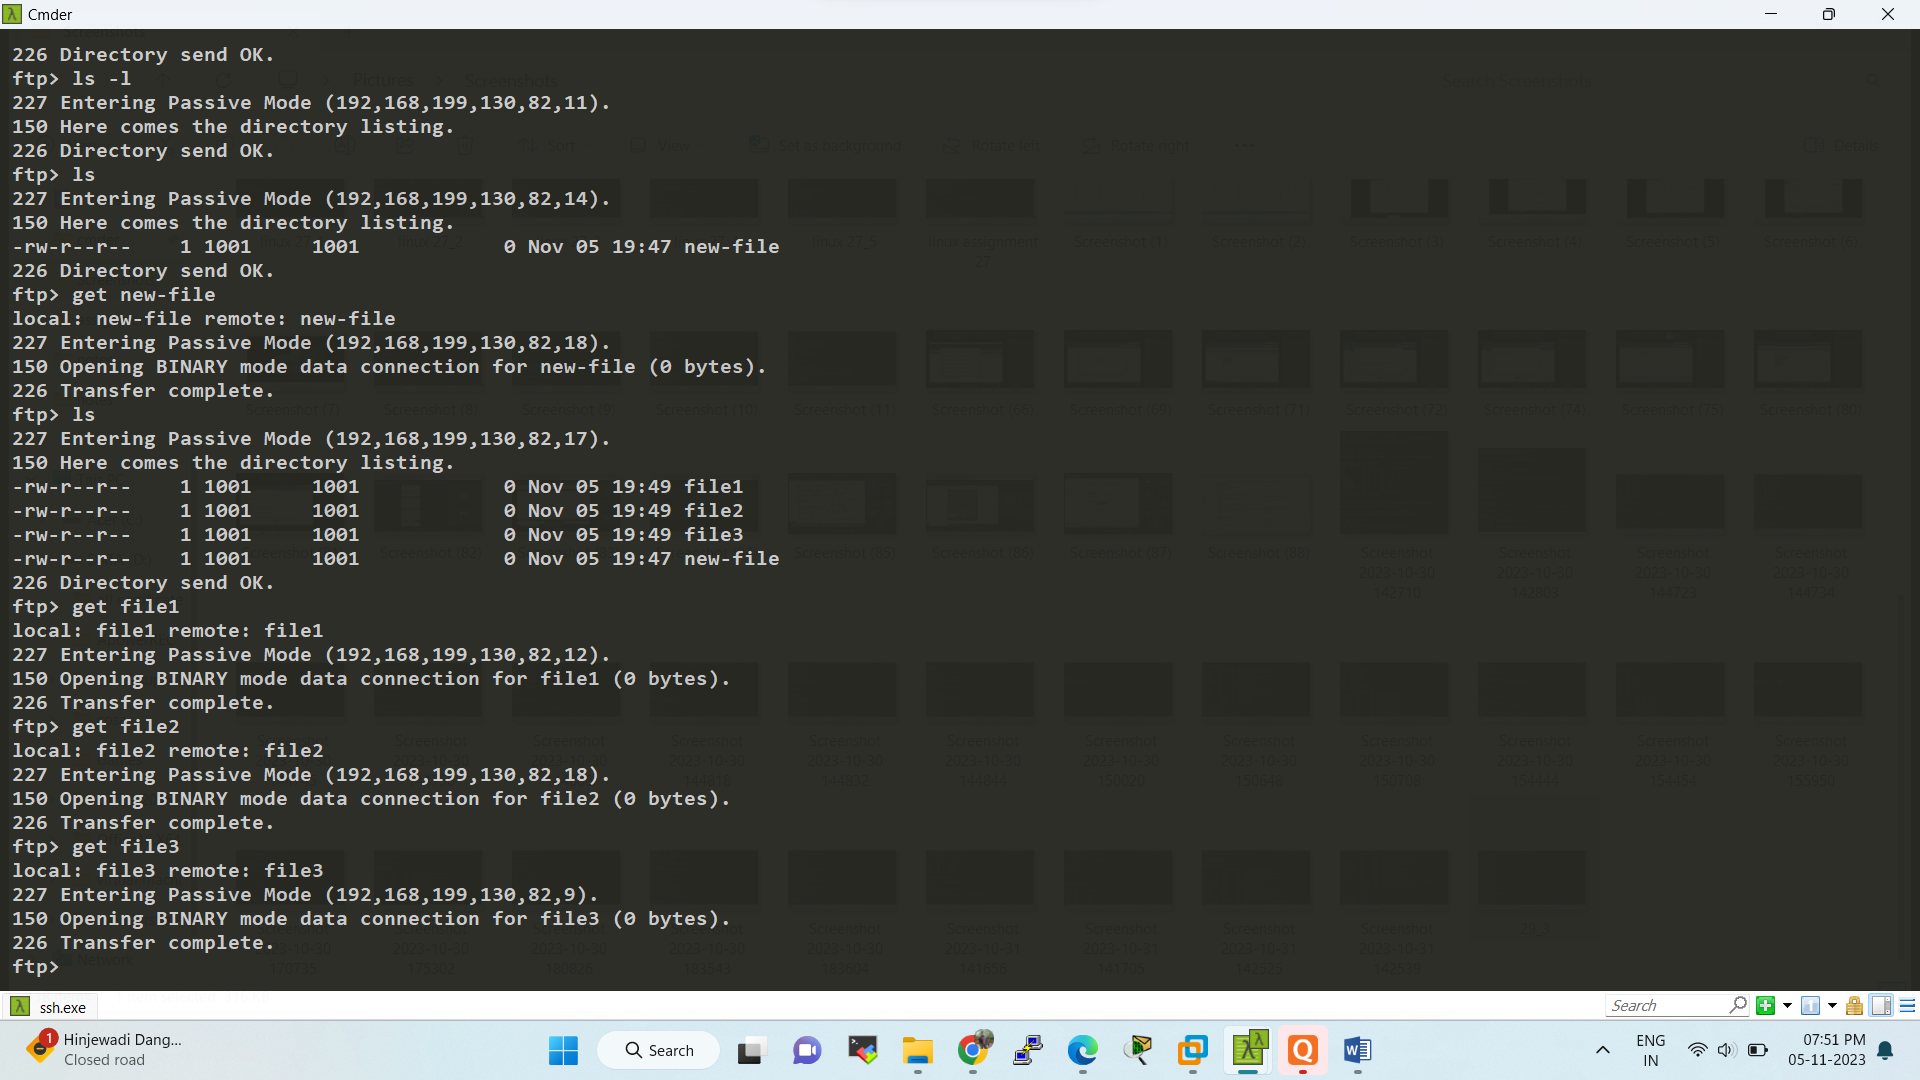 Cmder
226 Directory send OK.
ftp> ls -l
227 Entering Passive Mode (192,168,199,130,82,11).
150 Here comes the directory listing.
226 Directory send OK.
ftp> ls
227 Entering Passive Mode (192,168,199,130,82,14).
150 Here comes the directory listing.
-rw-r--r--    1 1001     1001            0 Nov 05 19:47 new-file
226 Directory send OK.
ftp> get new-file
local: new-file remote: new-file
227 Entering Passive Mode (192,168,199,130,82,18).
150 Opening BINARY mode data connection for new-file (0 bytes).
226 Transfer complete.
ftp> ls
227 Entering Passive Mode (192,168,199,130,82,17).
150 Here comes the directory listing.
-rw-r--r--    1 1001     1001            0 Nov 05 19:49 file1
-rw-r--r--    1 1001     1001            0 Nov 05 19:49 file2
-rw-r--r--    1 1001     1001            0 Nov 05 19:49 file3
-rw-r--r--    1 1001     1001            0 Nov 05 19:47 new-file
226 Directory send OK.
ftp> get file1
local: file1 remote: file1
227 Entering Passive Mode (192,168,199,130,82,12).
150 Opening BINARY mode data connection for file1 (0 bytes).
226 Transfer complete.
ftp> get file2
local: file2 remote: file2
227 Entering Passive Mode (192,168,199,130,82,18).
150 Opening BINARY mode data connection for file2 (0 bytes).
226 Transfer complete.
ftp> get file3
local: file3 remote: file3
227 Entering Passive Mode (192,168,199,130,82,9).
150 Opening BINARY mode data connection for file3 (0 bytes).
226 Transfer complete.
ftp>
ssh.exe
Search
1
Hinjewadi Dang...
Closed road
Search
ENG
IN
07:51 PM
05-11-2023